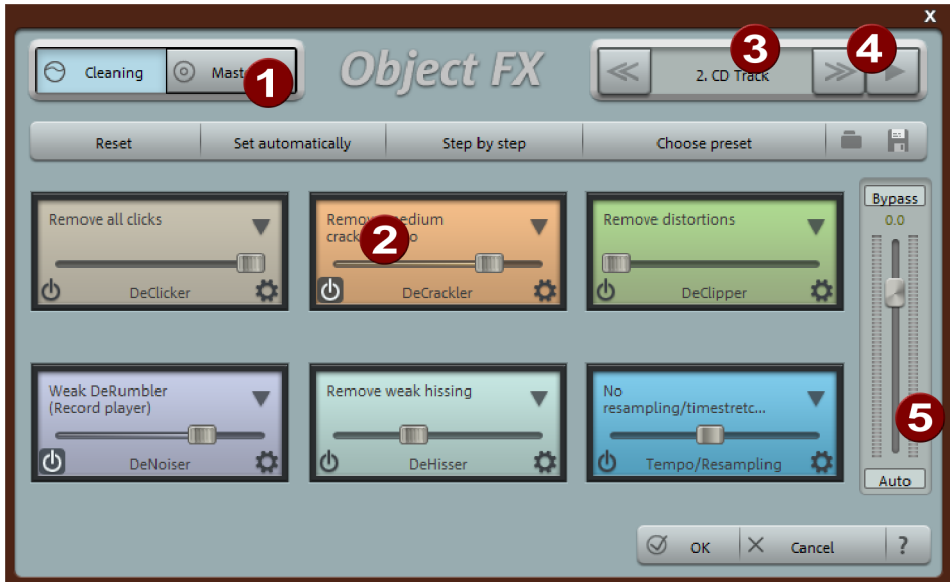 X
Cleaning
1
Object FX
2. CD Track
3
4
Reset
Set automatically
Step by step
Choose preset
Remove all clicks
DeClicker
2
DeCrackler
Remove distortions
DeClipper
Bypass
0.0
Weak DeRumbler
(Record player)
DeNoiser
Remove weak hissing
DeHisser
No
resampling/timestretc...
Tempo/Resampling
5
Auto
OK
Cancel
?